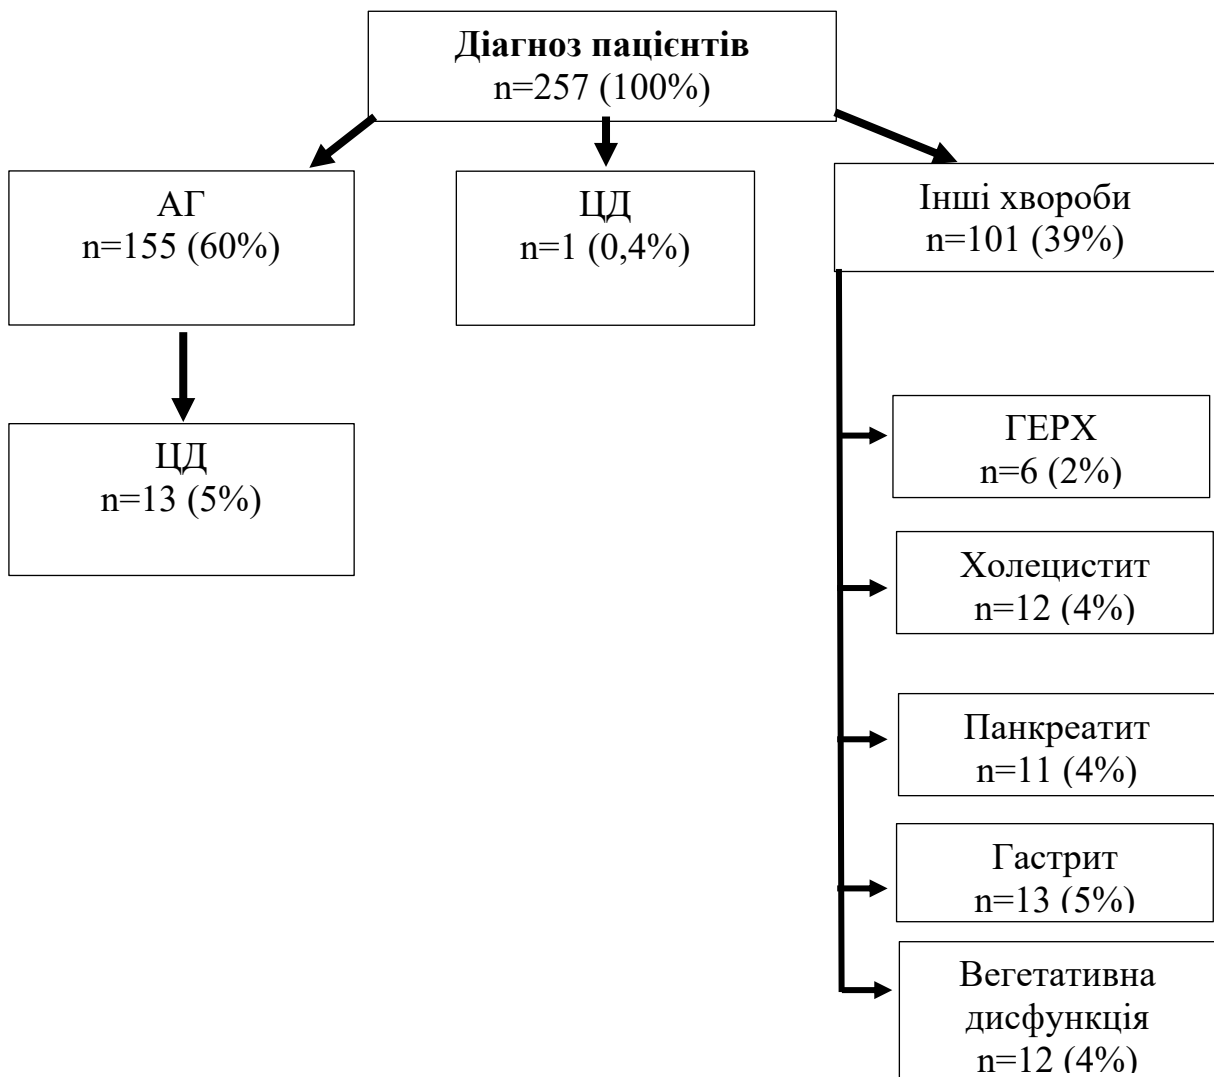 Діагноз пацієнтів
n=257 (100%)
АГ
n=155 (60%)
ЦД
n=1 (0,4%)
Інші хвороби
n=101 (39%)
ЦД
n=13 (5%)
ГЕРХ
n=6 (2%)
Холецистит
n=12 (4%)
Панкреатит
n=11 (4%)
Гастрит
n=13 (5%)
Вегетативна
дисфункція
n=12 (4%)